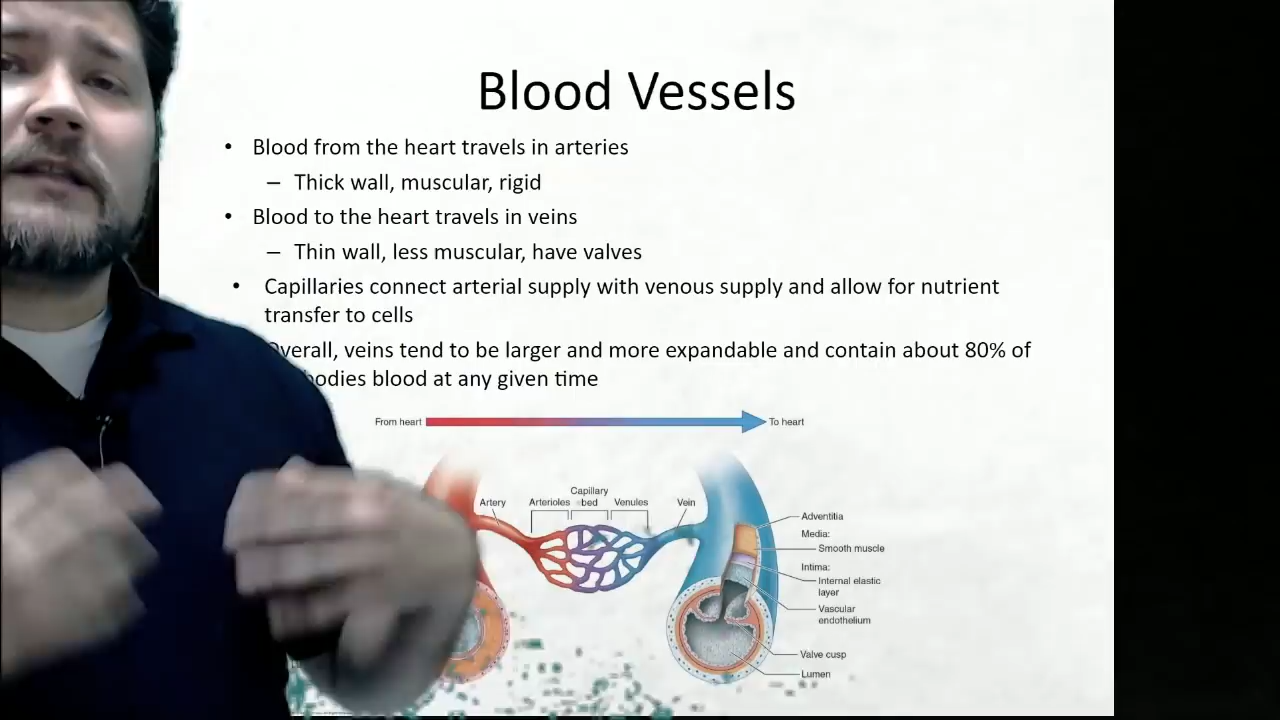 Blood Vessels
• Blood from the heart travels in arteries
– Thick wall, muscular, rigid
• Blood to the heart travels in veins
– Thin wall, less muscular, have valves
• Capillaries connect arterial supply with venous supply and allow for nutrient
transfer to cells
Overall, veins tend to be larger and more expandable and contain about 80% of
bodies blood at any given time
From heart To heart
Capillary
Artery Arterioles bed Venules Vein
Adventitia
Media:
Smooth muscle
Intima:
Internal elastic
layer
Vascular
endothelium
Valve cusp
Lumen